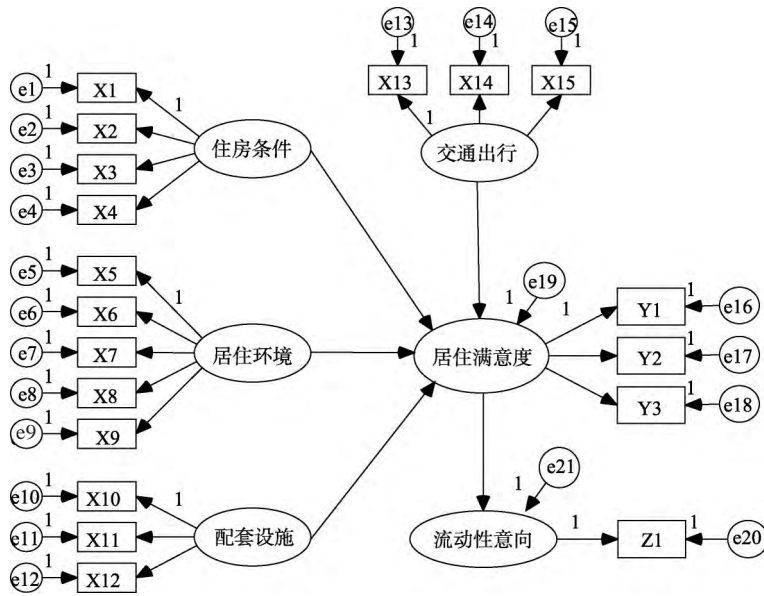 e13 e14 e15
1 1 1
X13 X14 X15
1
交通出行
e1 1 X1
e2 1 X2
e3 1 X3
e4 1 X4
1
住房条件
e5 1 X5
e6 1 X6
e7 1 X7
e8 1 X8
e9 1 X9
1
居住环境
e10 1 X10
e11 1 X11
e12 1 X12
1
配套设施
e19
1
居住满意度
1
Y1 1 e16
Y2 1 e17
Y3 1 e18
e21
1
流动性意向
1
Z1 1 e20